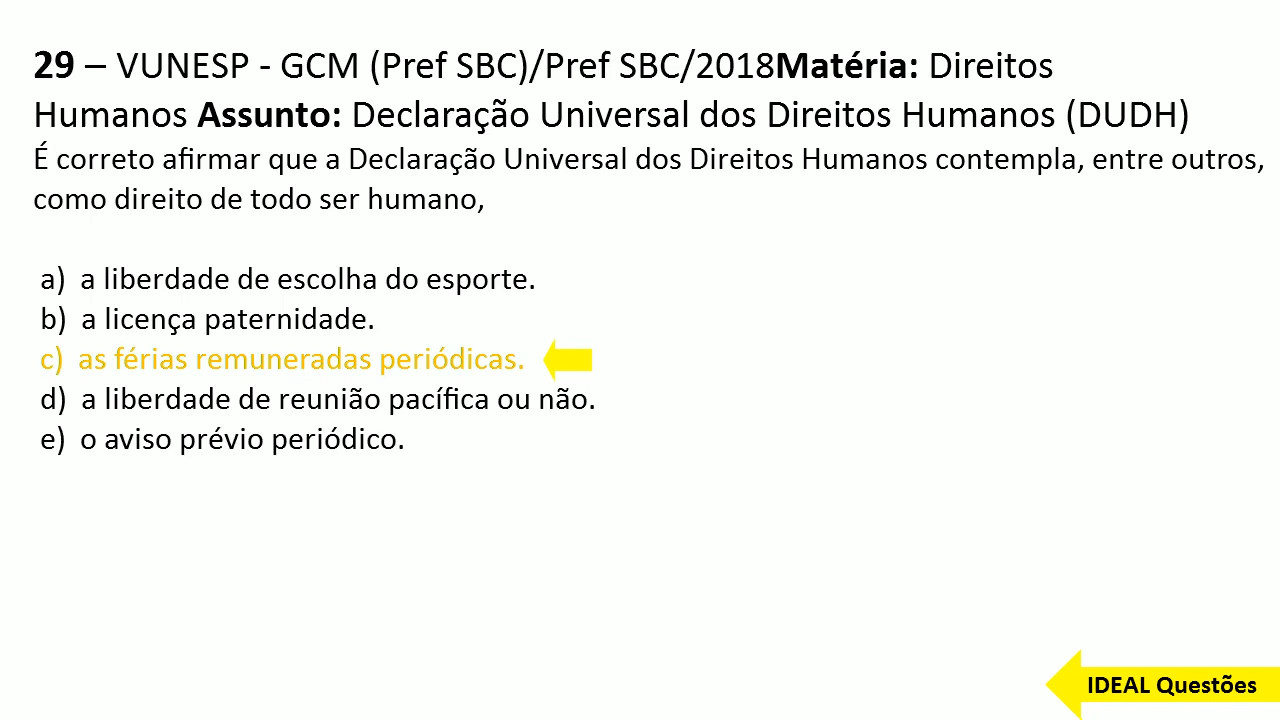 29 – VUNESP - GCM (Pref SBC)/Pref SBC/2018Matéria: Direitos
Humanos Assunto: Declaração Universal dos Direitos Humanos (DUDH)
É correto afirmar que a Declaração Universal dos Direitos Humanos contempla, entre outros,
como direito de todo ser humano,
a) a liberdade de escolha do esporte.
b) a licença paternidade.
c) as férias remuneradas periódicas.
d) a liberdade de reunião pacífica ou não.
e) o aviso prévio periódico.
IDEAL Questões